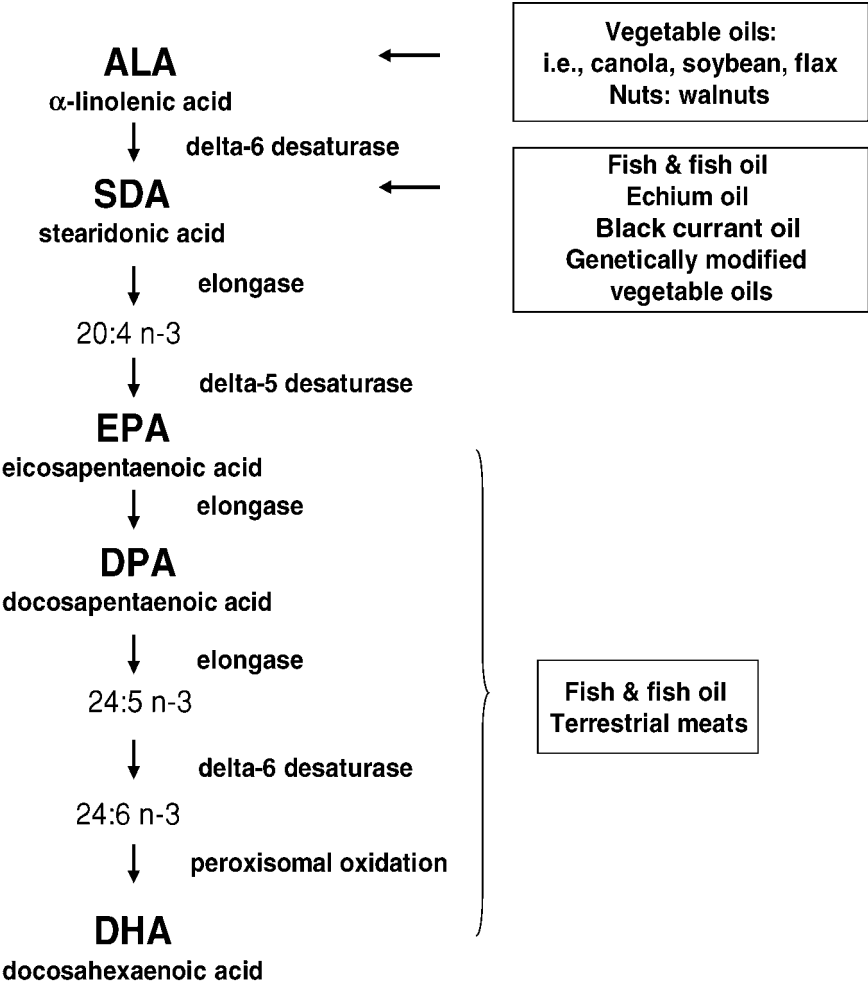 ALA
α-linolenic acid
Vegetable oils:
i.e., canola, soybean, flax
Nuts: walnuts
delta-6 desaturase
SDA
stearidonic acid
Fish & fish oil
Echium oil
Black currant oil
Genetically modified
vegetable oils
elongase
20:4 n-3
delta-5 desaturase
EPA
eicosapentaenoic acid
elongase
DPA
docosapentaenoic acid
elongase
24:5 n-3
Fish & fish oil
Terrestrial meats
delta-6 desaturase
24:6 n-3
peroxisomal oxidation
DHA
docosahexaenoic acid